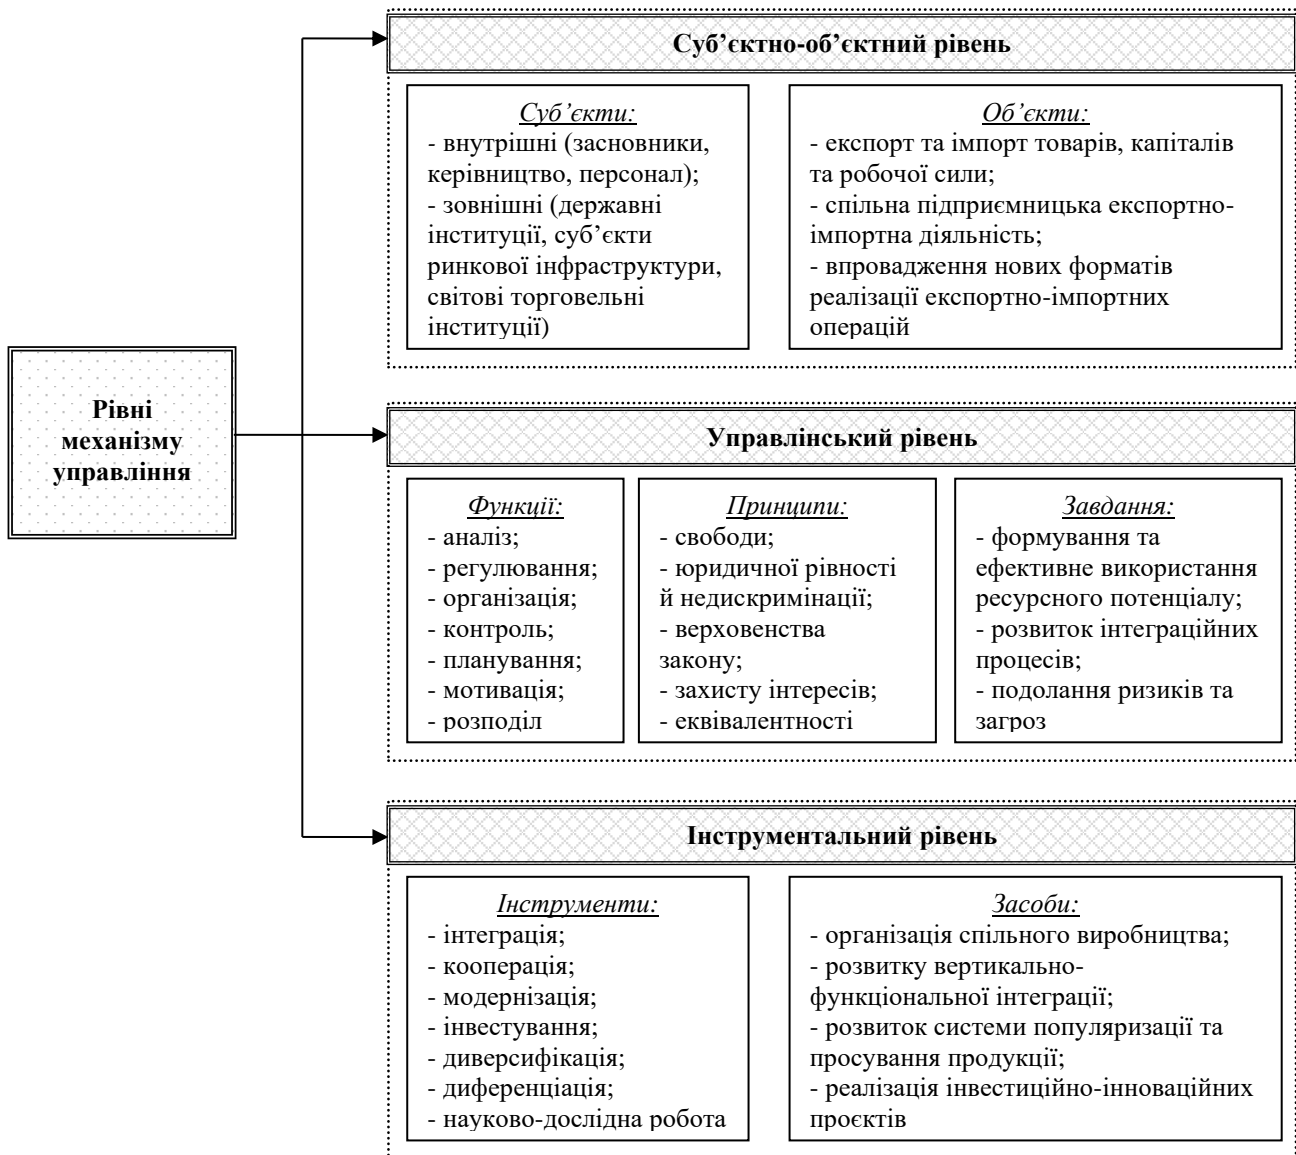 Суб’єктно-об’єктний рівень
Суб’єкти:
- внутрішні (засновники,
керівництво, персонал);
- зовнішні (державні
інституції, суб’єкти
ринкової інфраструктури,
світові торговельні
інституції)
Об’єкти:
- експорт та імпорт товарів, капіталів
та робочої сили;
- спільна підприємницька експортно-
імпортна діяльність;
- впровадження нових форматів
реалізації експортно-імпортних
операцій
Рівні
механізму
управління
Управлінський рівень
Функції:
- аналіз;
- регулювання;
- організація;
- контроль;
- планування;
- мотивація;
- розподіл
Принципи:
- свободи;
- юридичної рівності
й недискримінації;
- верховенства
закону;
- захисту інтересів;
- еквівалентності
Завдання:
- формування та
ефективне використання
ресурсного потенціалу;
- розвиток інтеграційних
процесів;
- подолання ризиків та
загроз
Інструментальний рівень
Інструменти:
- інтеграція;
- кооперація;
- модернізація;
- інвестування;
- диверсифікація;
- диференціація;
- науково-дослідна робота
Засоби:
- організація спільного виробництва;
- розвитку вертикально-
функціональної інтеграції;
- розвиток системи популяризації та
просування продукції;
- реалізація інвестиційно-інноваційних
проєктів